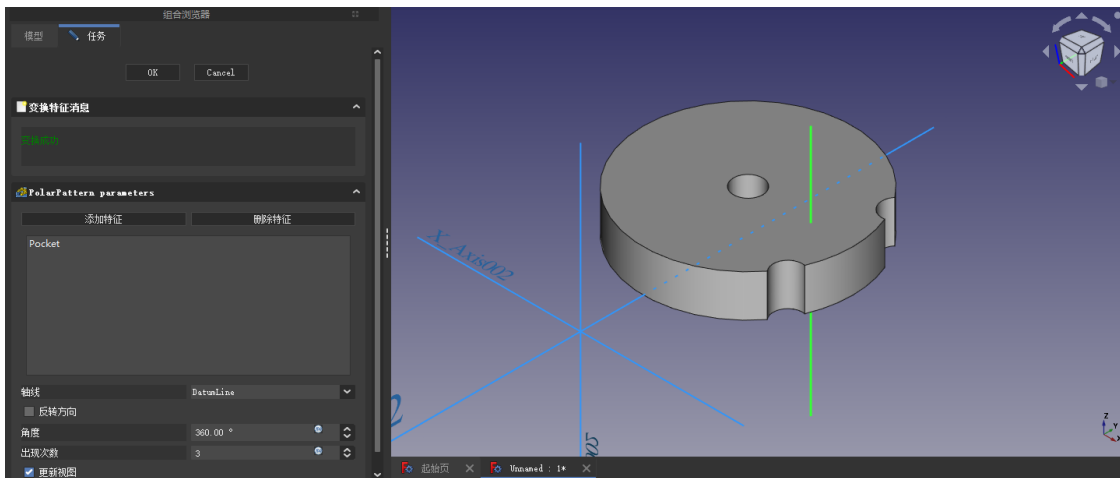 组合浏览器
模型
任务
OK
Cancel
变换特征消息
变换成功
PolarPattern parameters
添加特征
删除特征
Pocket
轴线
DatumLine
反转方向
角度
360.00 °
出现次数
3
更新视图
X_Axis002
005
2
Z
Y
X
起始页
Unnamed : 1*